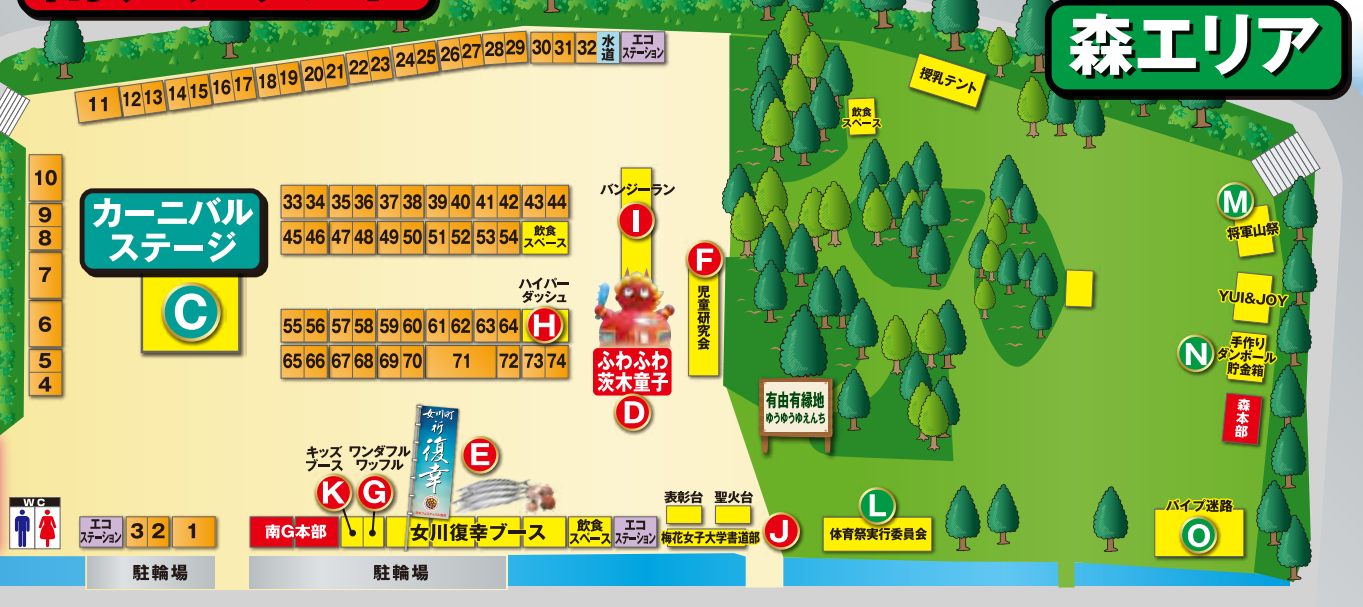 森エリア
11 12 13 14 15 16 17 18 19 20 21 22 23 24 25 26 27 28 29 30 31 32
水道
エコ
ステーション
授乳テント
飲食
スペース
10
9
8
7
6
5
4
カーニバル
ステージ
C
33 34 35 36 37 38 39 40 41 42 43 44
45 46 47 48 49 50 51 52 53 54
飲食
スペース
ハイパー
ダッシュ
H
55 56 57 58 59 60 61 62 63 64
65 66 67 68 69 70 71 72 73 74
バンジーラン
I
ふわふわ
茨木童子
D
F
児童研究会
有由有縁地
ゆうゆうゆえんち
M
将軍山祭
YUI&JOY
N
手作り
ダンボール
貯金箱
森本部
キッズ
ブース
K
ワンダフル
ワッフル
G
女川町
祈
復幸
E
WC
エコ
ステーション
3 2 1
南G本部
女川復幸ブース
飲食
スペース
エコ
ステーション
表彰台
聖火台
梅花女子大学書道部
J
L
体育祭実行委員会
パイプ迷路
O
駐輪場
駐輪場